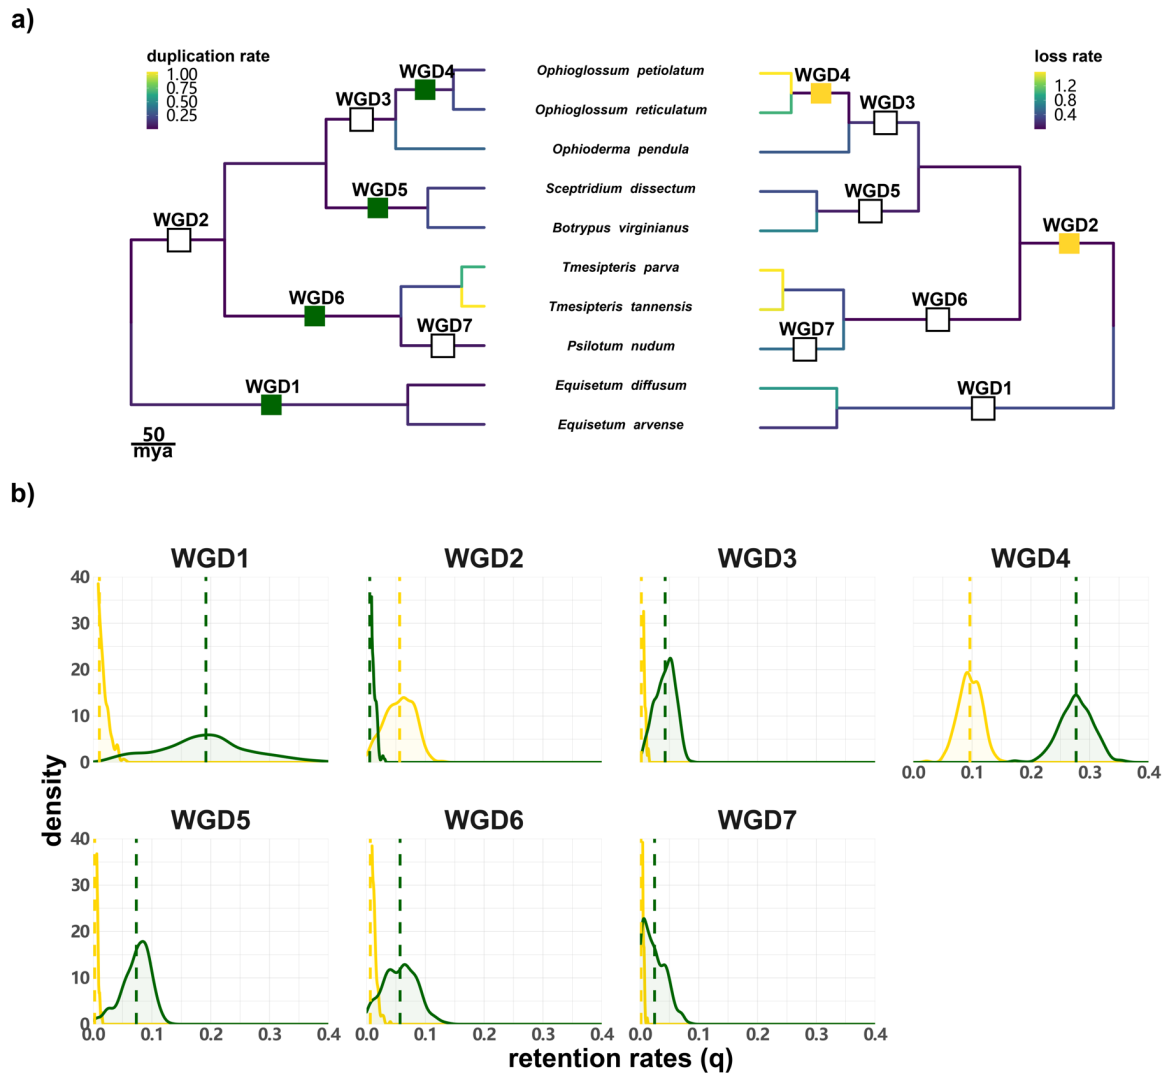 a)
duplication rate
1.00
0.75
0.50
0.25
loss rate
1.2
0.8
0.4
WGD4
WGD3
WGD5
WGD2
WGD6
WGD7
WGD1
50
mya
Ophioglossum petiolatum
Ophioglossum reticulatum
Ophioderma pendula
Sceptridium dissectum
Botrypus virginianus
Tmesipteris parva
Tmesipteris tannensis
Psilotum nudum
Equisetum diffusum
Equisetum arvense
WGD4
WGD3
WGD5
WGD2
WGD6
WGD7
WGD1
b)
WGD1 WGD2 WGD3 WGD4
40
30
20
10
0
0.0 0.1 0.2 0.3 0.4
density
WGD5 WGD6 WGD7
40
30
20
10
0
0.0 0.1 0.2 0.3 0.4 0.0 0.1 0.2 0.3 0.4 0.0 0.1 0.2 0.3 0.4
retention rates (q)